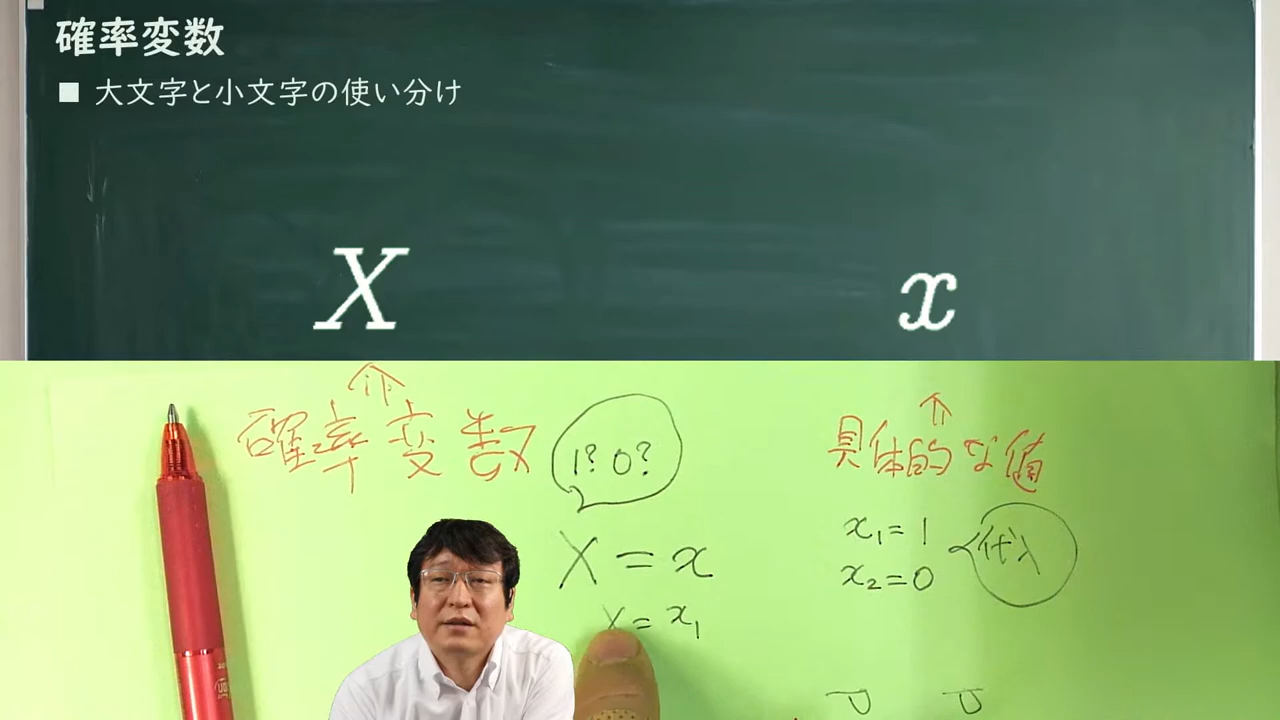 確率変数
■ 大文字と小文字の使い分け
X
x
確率変数
1? 0?
具体的な値
x₁=1
x₂=0
代入
X=x
X=x₁